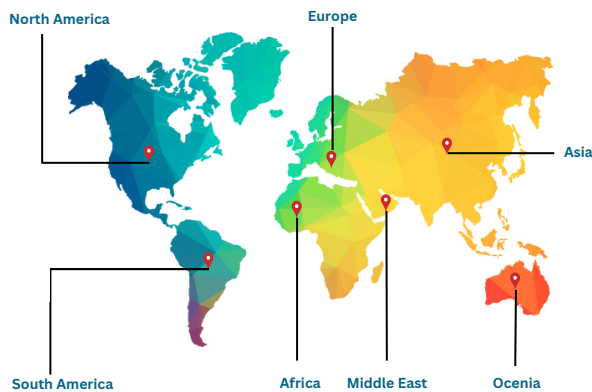 Europe
North America
Asia
South America
Africa
Middle East
Ocenia